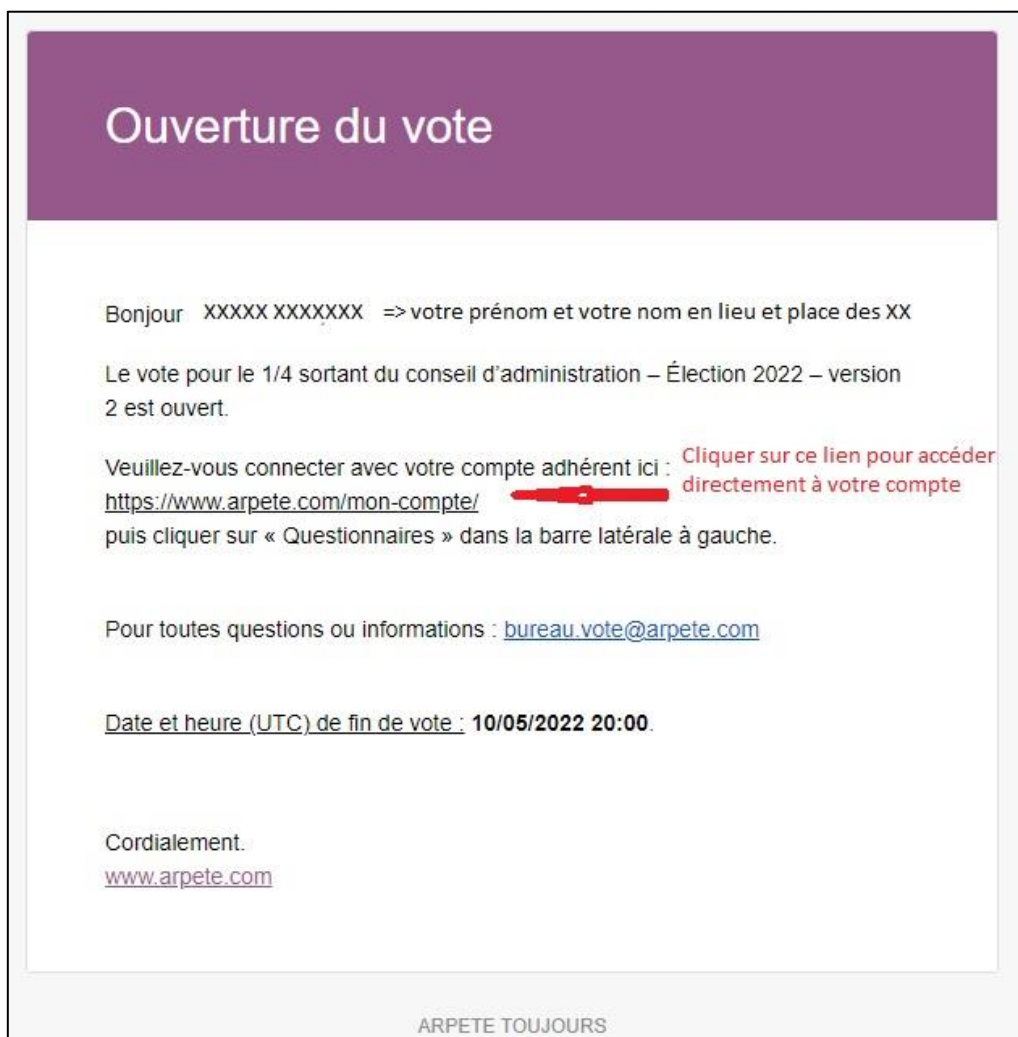 Ouverture du vote
Bonjour XXXXX XXXXXXX => votre prénom et votre nom en lieu et place des XX
Le vote pour le 1/4 sortant du conseil d'administration – Élection 2022 – version
2 est ouvert.
Veuillez-vous connecter avec votre compte adhérent ici :
https://www.arpete.com/mon-compte/
Cliquer sur ce lien pour accéder
directement à votre compte
puis cliquer sur « Questionnaires » dans la barre latérale à gauche.
Pour toutes questions ou informations : bureau.vote@arpete.com
Date et heure (UTC) de fin de vote : 10/05/2022 20:00.
Cordialement.
www.arpete.com
ARPETE TOUJOURS